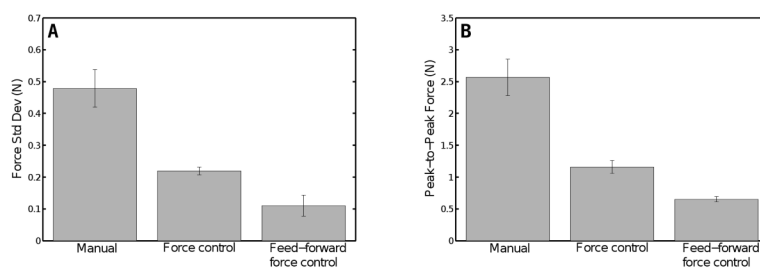 A
Force Std Dev (N)
0.7
0.6
0.5
0.4
0.3
0.2
0.1
0
Manual
Force control
Feed−forward
force control
B
Peak−to−Peak Force (N)
3.5
3
2.5
2
1.5
1
0.5
0
Manual
Force control
Feed−forward
force control